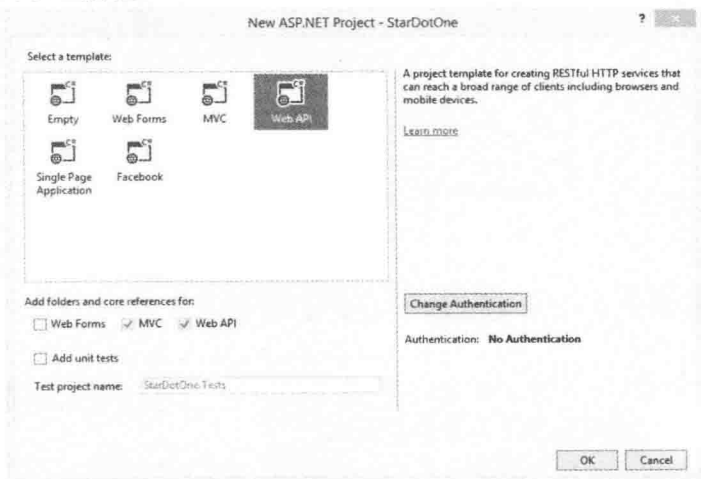 New ASP.NET Project - StarDotOne
?
Select a template:
Empty
Web Forms
MVC
Web API
Single Page
Application
Facebook
A project template for creating RESTful HTTP services that
can reach a broad range of clients including browsers and
mobile devices.
Learn more
Add folders and core references for:
Web Forms
MVC
Web API
Add unit tests
Test project name:
StarDotOne.Tests
Change Authentication
Authentication: No Authentication
OK
Cancel